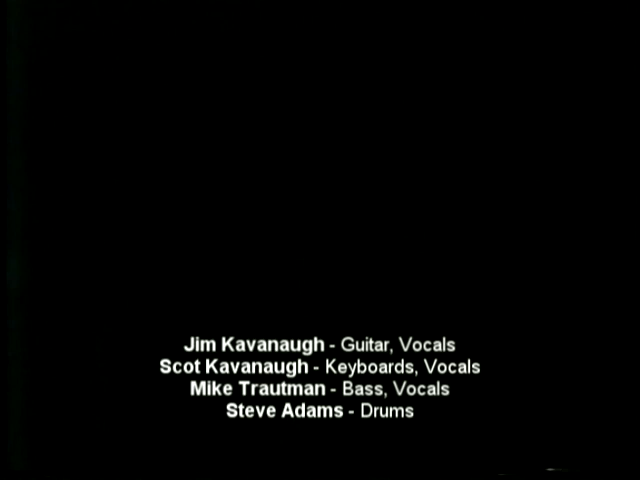 Jim Kavanaugh - Guitar, Vocals
Scot Kavanaugh - Keyboards, Vocals
Mike Trautman - Bass, Vocals
Steve Adams - Drums